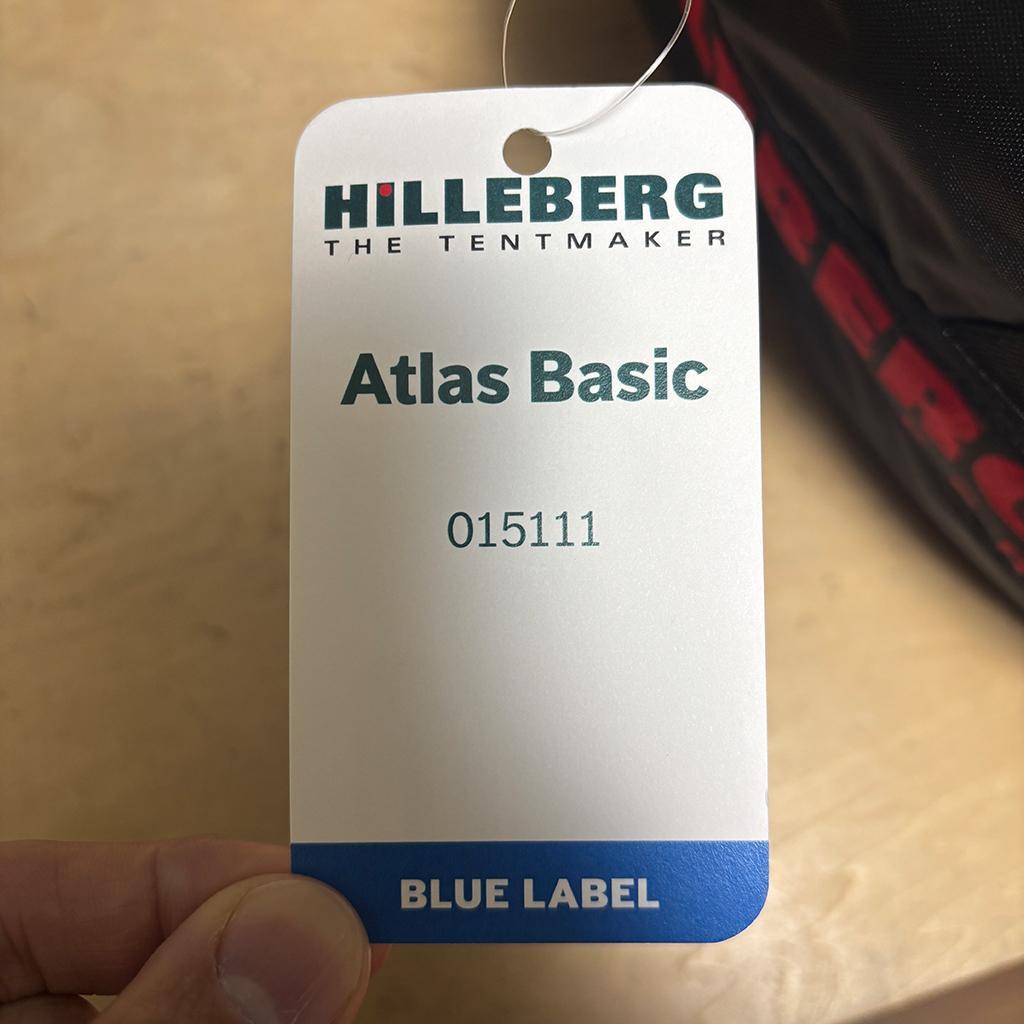 HiLLEBERG
THE TENTMAKER
Atlas Basic
015111
BLUE LABEL